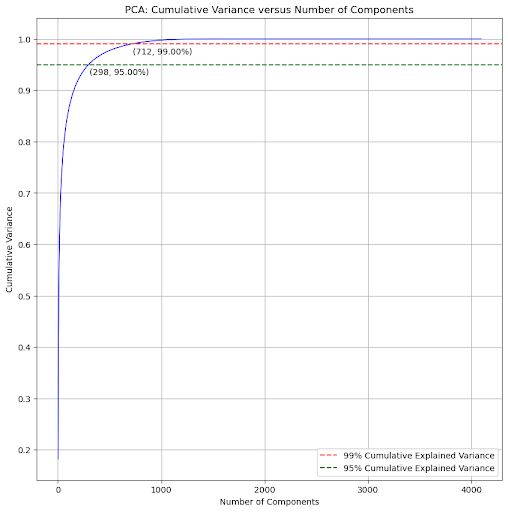 PCA: Cumulative Variance versus Number of Components
1.0
(712, 99.00%)
(298, 95.00%)
0.9
0.8
0.7
0.6
Cumulative Variance
0.5
0.4
0.3
0.2
99% Cumulative Explained Variance
95% Cumulative Explained Variance
0 1000 2000 3000 4000
Number of Components